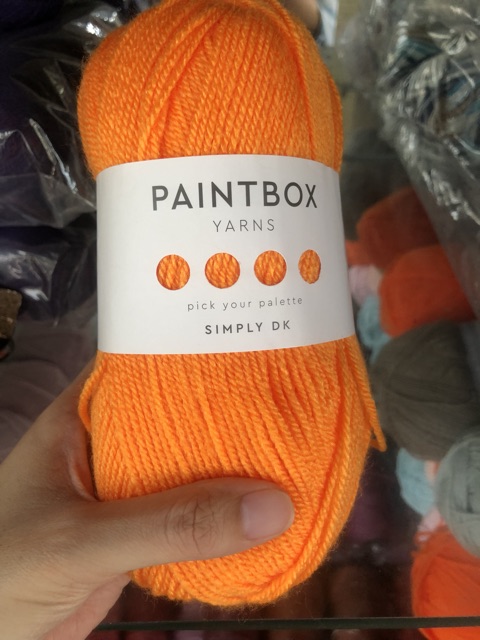 PAINTBOX
YARNS
pick your palette
SIMPLY DK